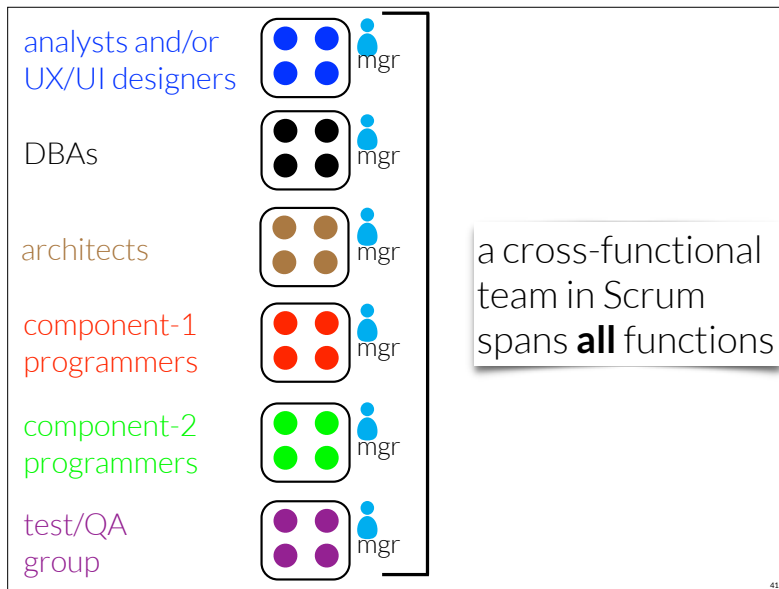 analysts and/or
UX/UI designers
mgr
DBAs
mgr
architects
mgr
component-1
programmers
mgr
component-2
programmers
mgr
test/QA
group
mgr
a cross-functional
team in Scrum
spans all functions
41